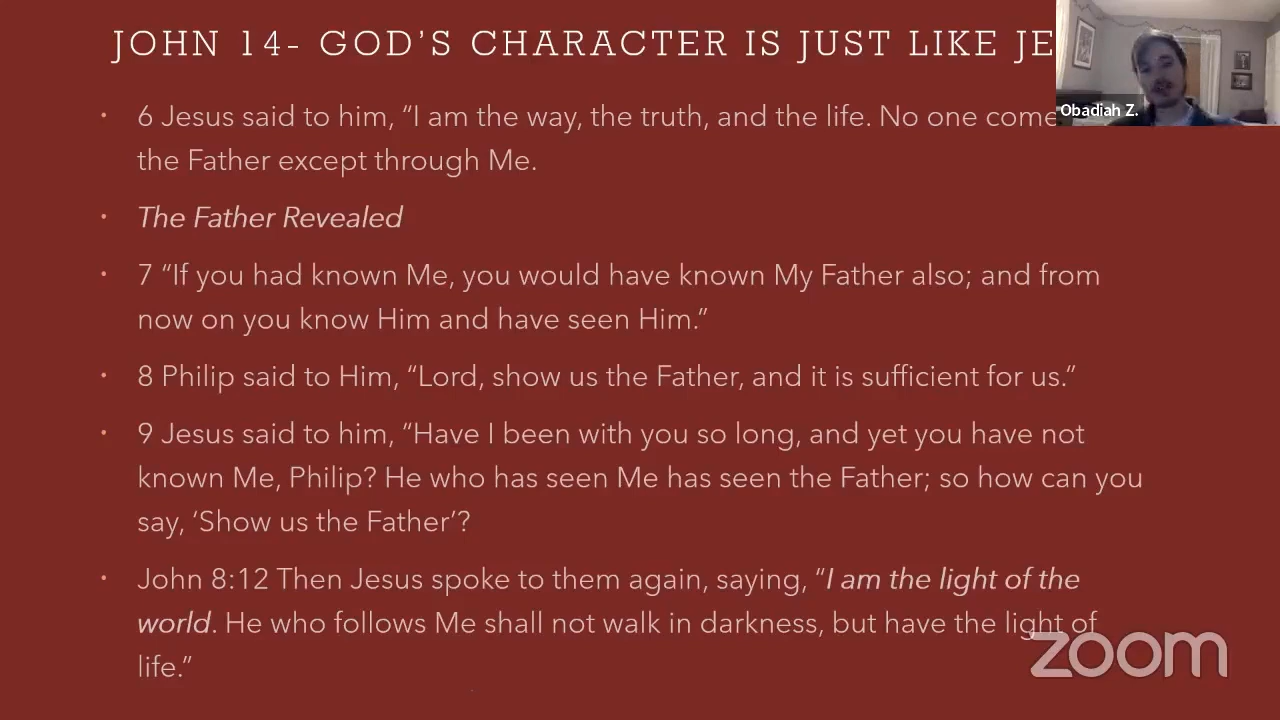 JOHN 14- GOD’S CHARACTER IS JUST LIKE JE
Obadiah Z.
• 6 Jesus said to him, “I am the way, the truth, and the life. No one come
the Father except through Me.
• The Father Revealed
• 7 “If you had known Me, you would have known My Father also; and from
now on you know Him and have seen Him.”
• 8 Philip said to Him, “Lord, show us the Father, and it is sufficient for us.”
• 9 Jesus said to him, “Have I been with you so long, and yet you have not
known Me, Philip? He who has seen Me has seen the Father; so how can you
say, ‘Show us the Father’?
• John 8:12 Then Jesus spoke to them again, saying, “I am the light of the
world. He who follows Me shall not walk in darkness, but have the light of
life.”
zoom